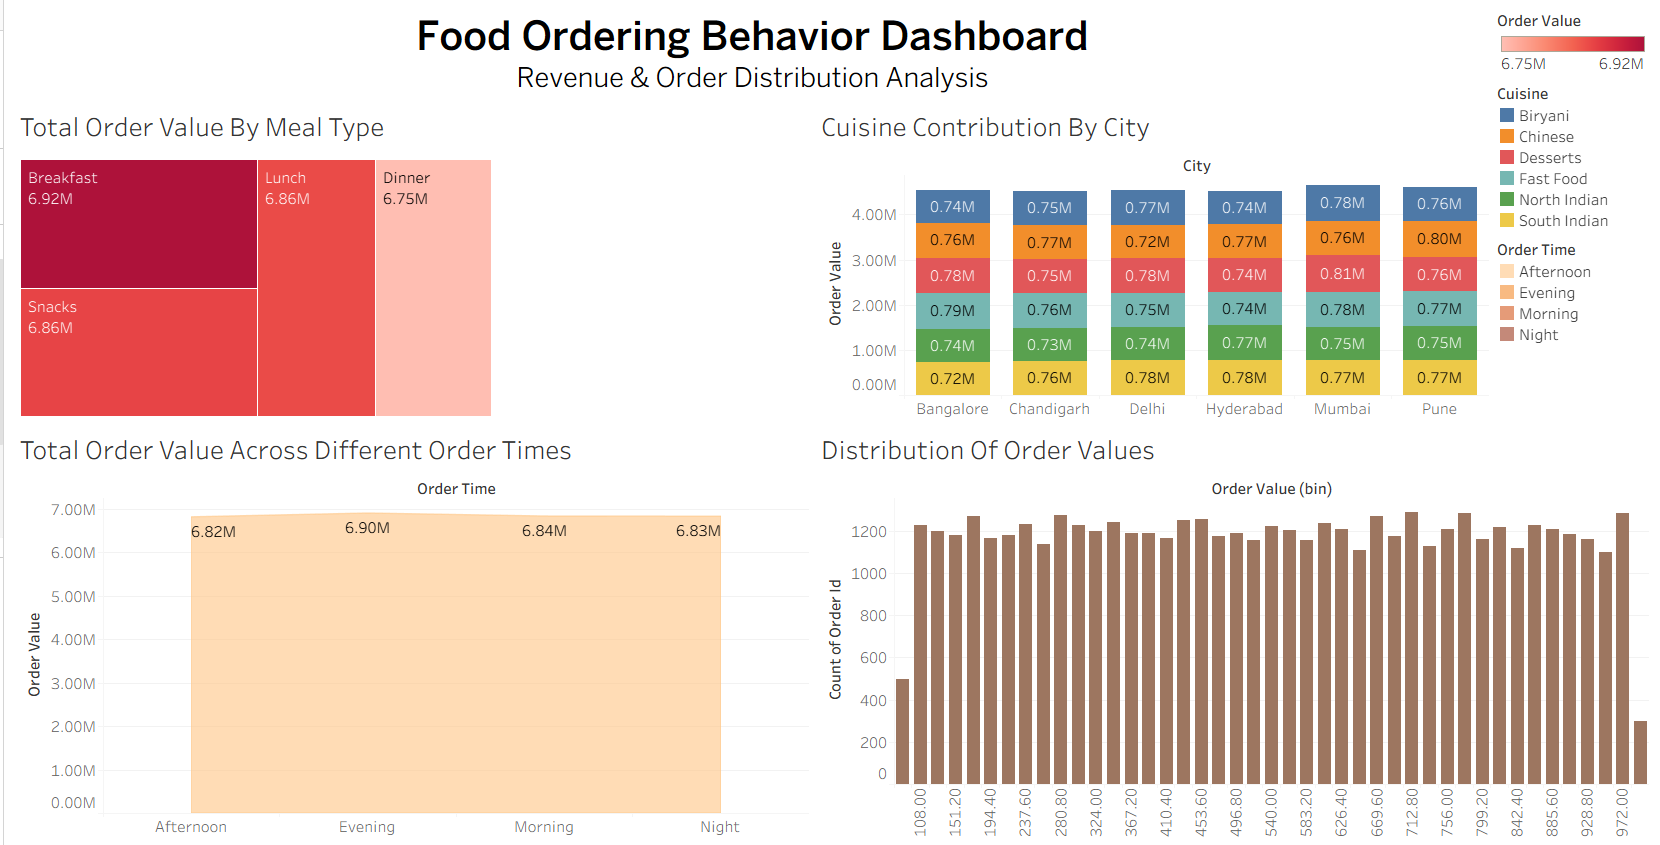 Food Ordering Behavior Dashboard
Revenue & Order Distribution Analysis
Order Value
6.75M 6.92M
Cuisine
Biryani
Chinese
Desserts
Fast Food
North Indian
South Indian
Order Time
Afternoon
Evening
Morning
Night
Total Order Value By Meal Type
Breakfast
6.92M
Snacks
6.86M
Lunch
6.86M
Dinner
6.75M
Cuisine Contribution By City
City
Order Value
4.00M
3.00M
2.00M
1.00M
0.00M
0.74M 0.75M 0.77M 0.74M 0.78M 0.76M
0.76M 0.77M 0.72M 0.77M 0.76M 0.80M
0.78M 0.75M 0.78M 0.74M 0.81M 0.76M
0.79M 0.76M 0.75M 0.74M 0.78M 0.77M
0.74M 0.73M 0.74M 0.77M 0.75M 0.75M
0.72M 0.76M 0.78M 0.78M 0.77M 0.77M
Bangalore Chandigarh Delhi Hyderabad Mumbai Pune
Total Order Value Across Different Order Times
Order Time
Order Value
7.00M
6.00M
5.00M
4.00M
3.00M
2.00M
1.00M
0.00M
6.82M 6.90M 6.84M 6.83M
Afternoon Evening Morning Night
Distribution Of Order Values
Order Value (bin)
Count of Order Id
1200
1000
800
600
400
200
0
108.00 151.20 194.40 237.60 280.80 324.00 367.20 410.40 453.60 496.80 540.00 583.20 626.40 669.60 712.80 756.00 799.20 842.40 885.60 928.80 972.00